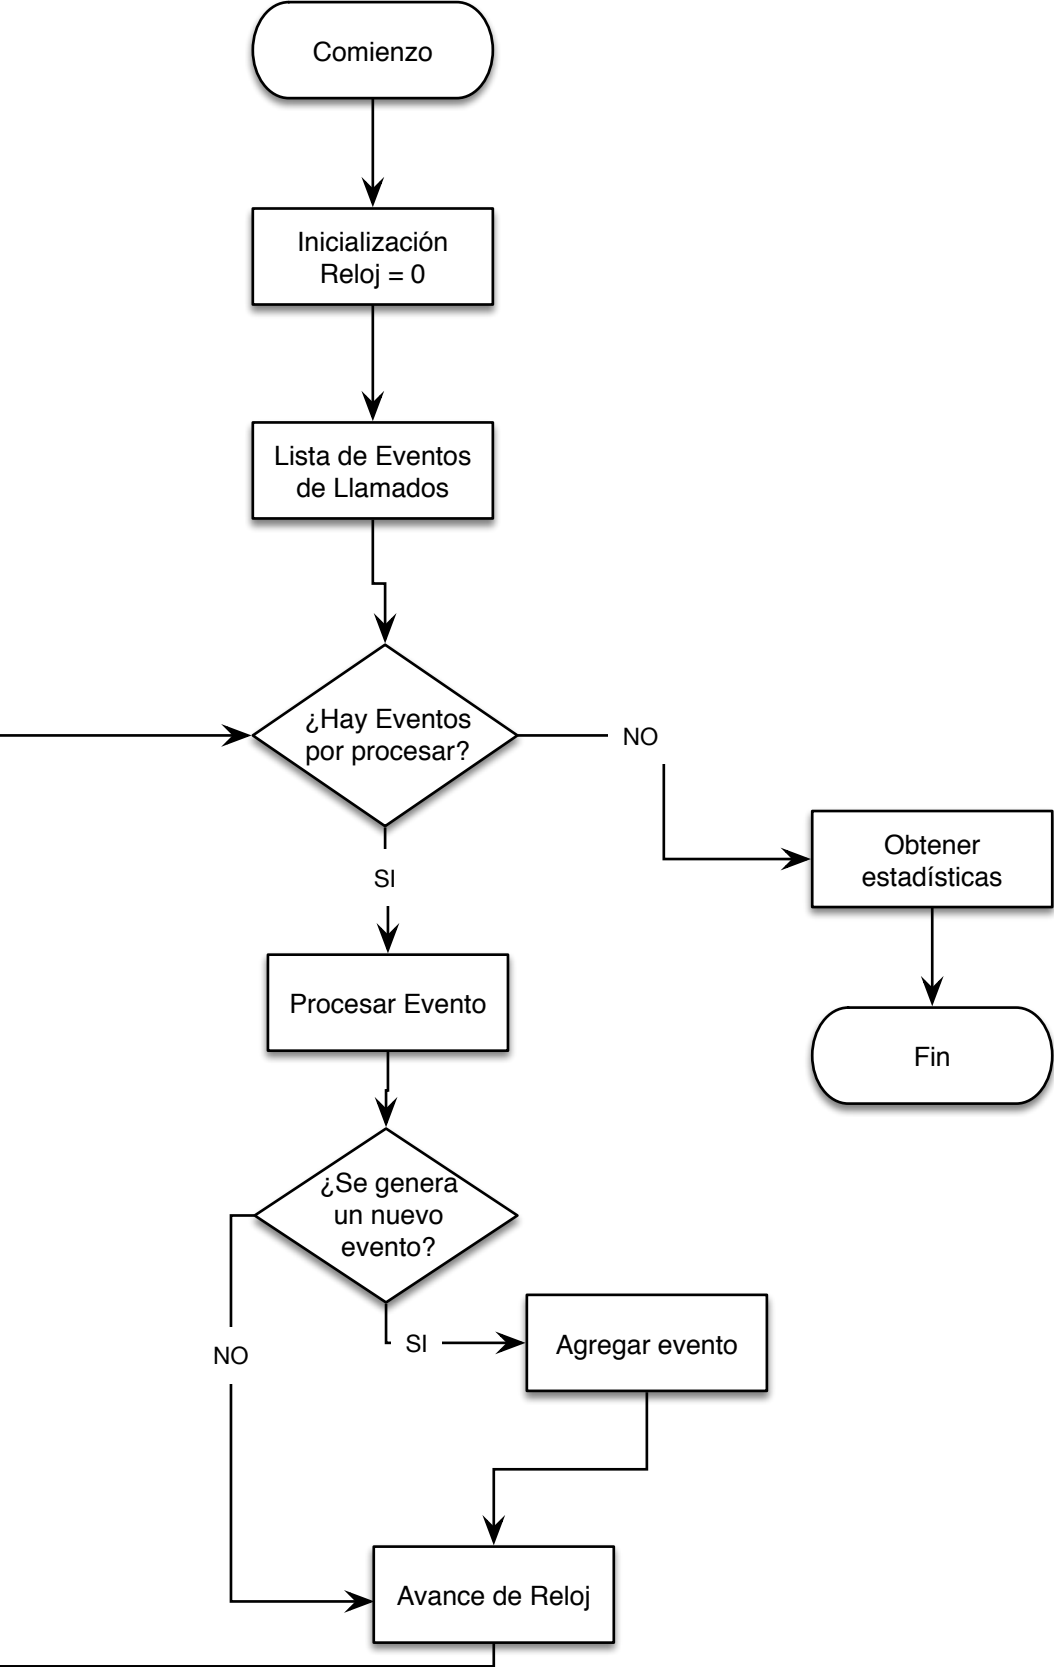 Comienzo
Inicialización
Reloj = 0
Lista de Eventos
de Llamados
¿Hay Eventos
por procesar?
NO
SI
Obtener
estadísticas
Procesar Evento
Fin
¿Se genera
un nuevo
evento?
SI
Agregar evento
NO
Avance de Reloj